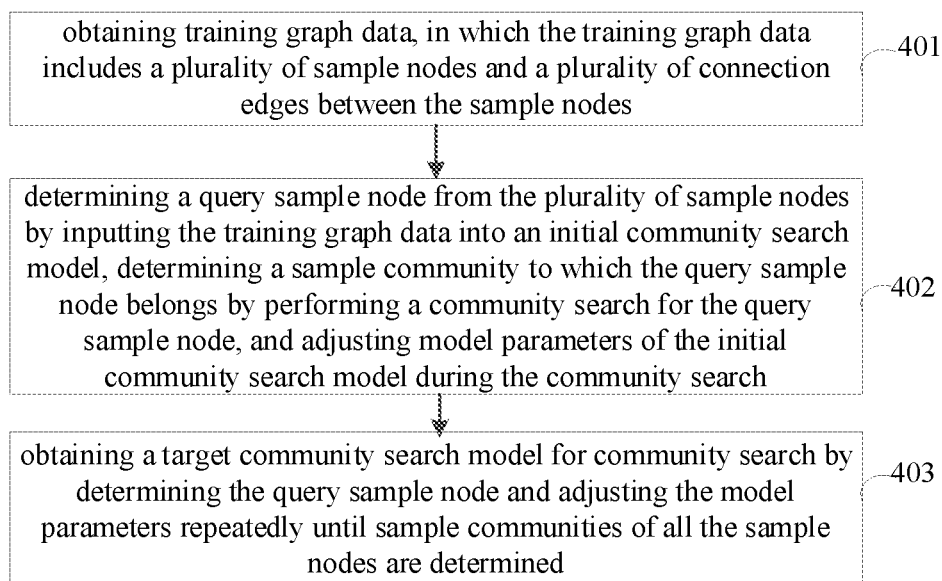 obtaining training graph data, in which the training graph data
includes a plurality of sample nodes and a plurality of connection
edges between the sample nodes
401
determining a query sample node from the plurality of sample nodes
by inputting the training graph data into an initial community search
model, determining a sample community to which the query sample
node belongs by performing a community search for the query
sample node, and adjusting model parameters of the initial
community search model during the community search
402
obtaining a target community search model for community search by
determining the query sample node and adjusting the model
parameters repeatedly until sample communities of all the sample
nodes are determined
403